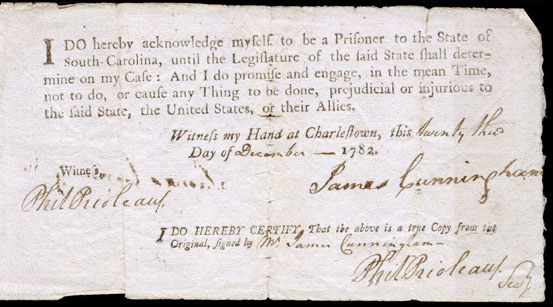 I DO hereby acknowledge myself to be a Prisoner to the State of
South-Carolina, until the Legiſlature of the ſaid State ſhall deter-
mine on my Caſe: And I do promiſe and engage, in the mean Time,
not to do, or cauſe any Thing to be done, prejudicial or injurious to
the ſaid State, the United States, or their Allies.
Witneſs my Hand at Charleſtown, this twenty
Day of December — 1782.
Witneſs,
James Cunningham
Phil Prioleau
I DO HEREBY CERTIFY, That the above is a true Copy from the
Original, ſigned by Mr. James Cunningham
Phil Prioleau
Secy